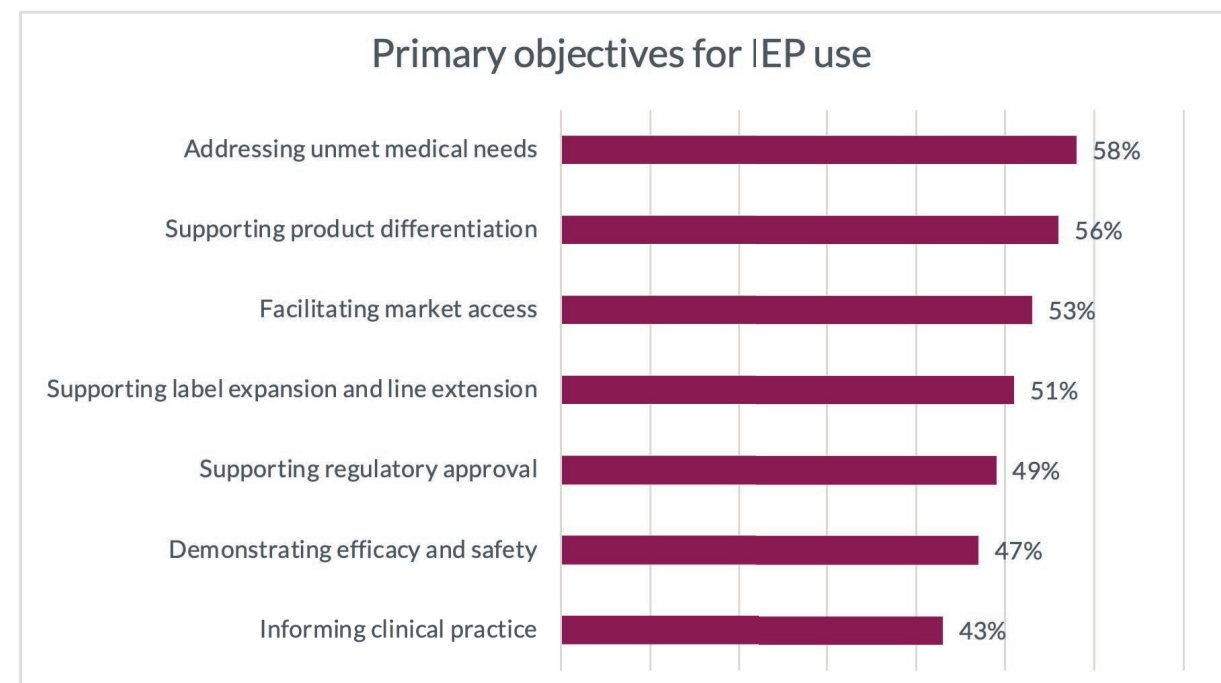 Primary objectives for IEP use
Addressing unmet medical needs 58%
Supporting product differentiation 56%
Facilitating market access 53%
Supporting label expansion and line extension 51%
Supporting regulatory approval 49%
Demonstrating efficacy and safety 47%
Informing clinical practice 43%